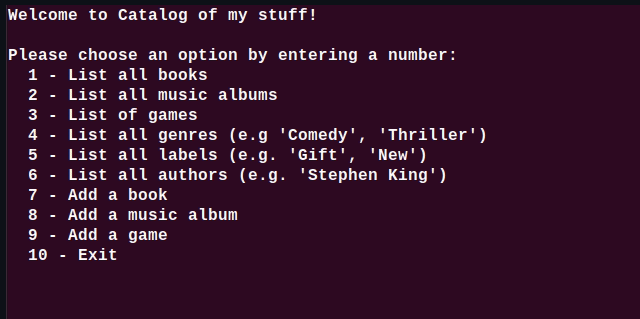 Welcome to Catalog of my stuff!
Please choose an option by entering a number:
1 - List all books
2 - List all music albums
3 - List of games
4 - List all genres (e.g 'Comedy', 'Thriller')
5 - List all labels (e.g. 'Gift', 'New')
6 - List all authors (e.g. 'Stephen King')
7 - Add a book
8 - Add a music album
9 - Add a game
10 - Exit